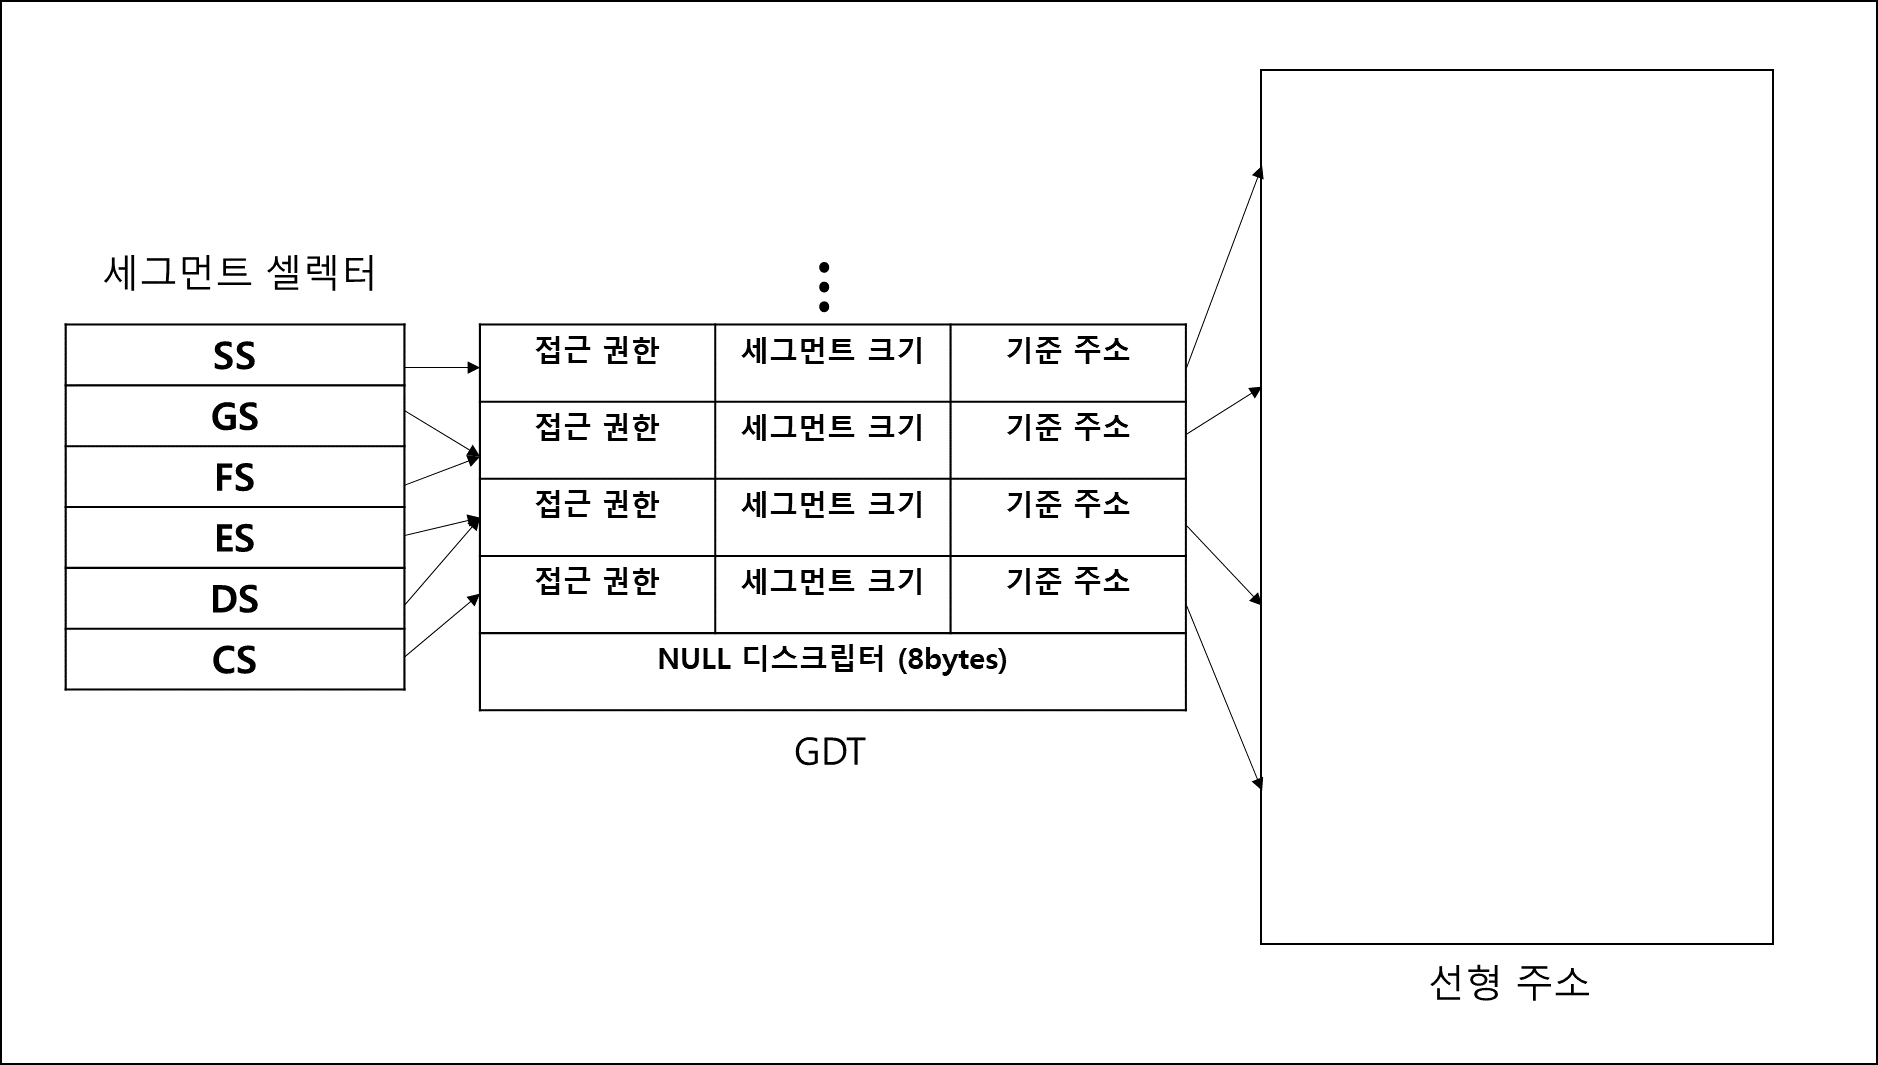 세그먼트 셀렉터
SS
GS
FS
ES
DS
CS
접근 권한 세그먼트 크기 기준 주소
접근 권한 세그먼트 크기 기준 주소
접근 권한 세그먼트 크기 기준 주소
접근 권한 세그먼트 크기 기준 주소
NULL 디스크립터 (8bytes)
GDT
선형 주소